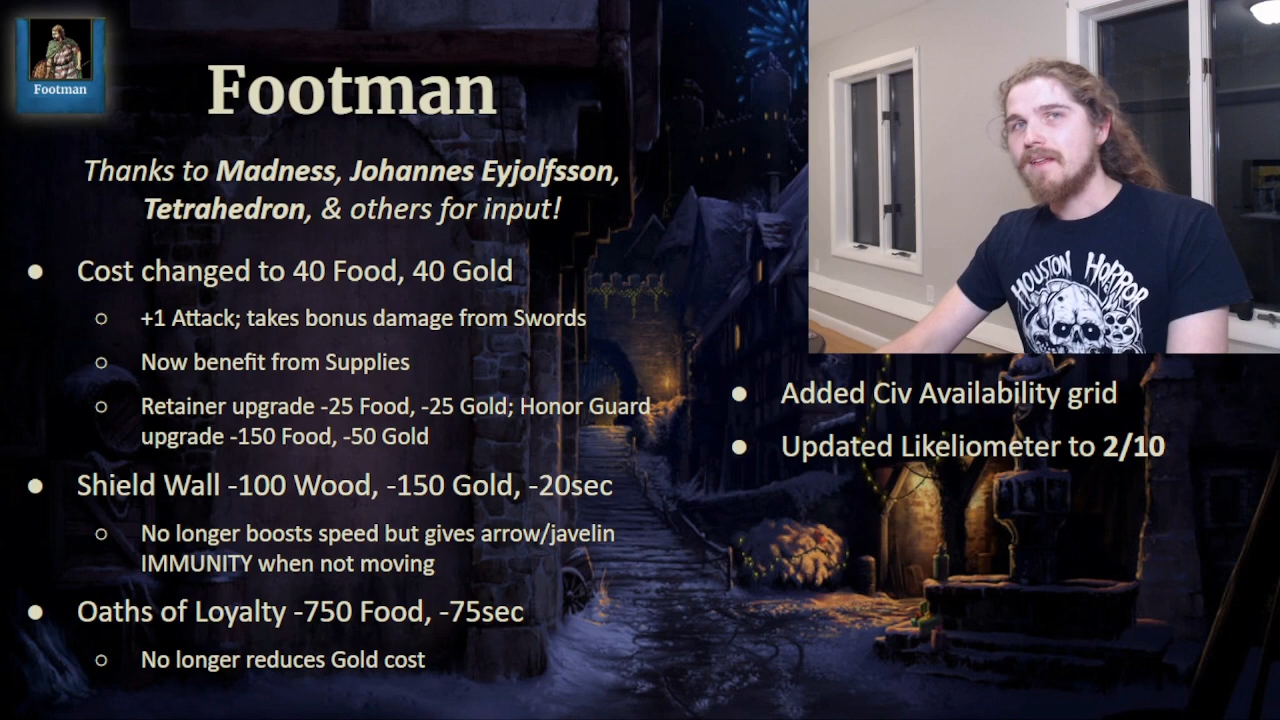 Footman
Footman
Thanks to Madness, Johannes Eyjolfsson,
Tetrahedron, & others for input!
● Cost changed to 40 Food, 40 Gold
○ +1 Attack; takes bonus damage from Swords
○ Now benefit from Supplies
○ Retainer upgrade -25 Food, -25 Gold; Honor Guard
upgrade -150 Food, -50 Gold
● Shield Wall -100 Wood, -150 Gold, -20sec
○ No longer boosts speed but gives arrow/javelin
IMMUNITY when not moving
● Oaths of Loyalty -750 Food, -75sec
○ No longer reduces Gold cost
HOUSTON HORROR
● Added Civ Availability grid
● Updated Likeliometer to 2/10